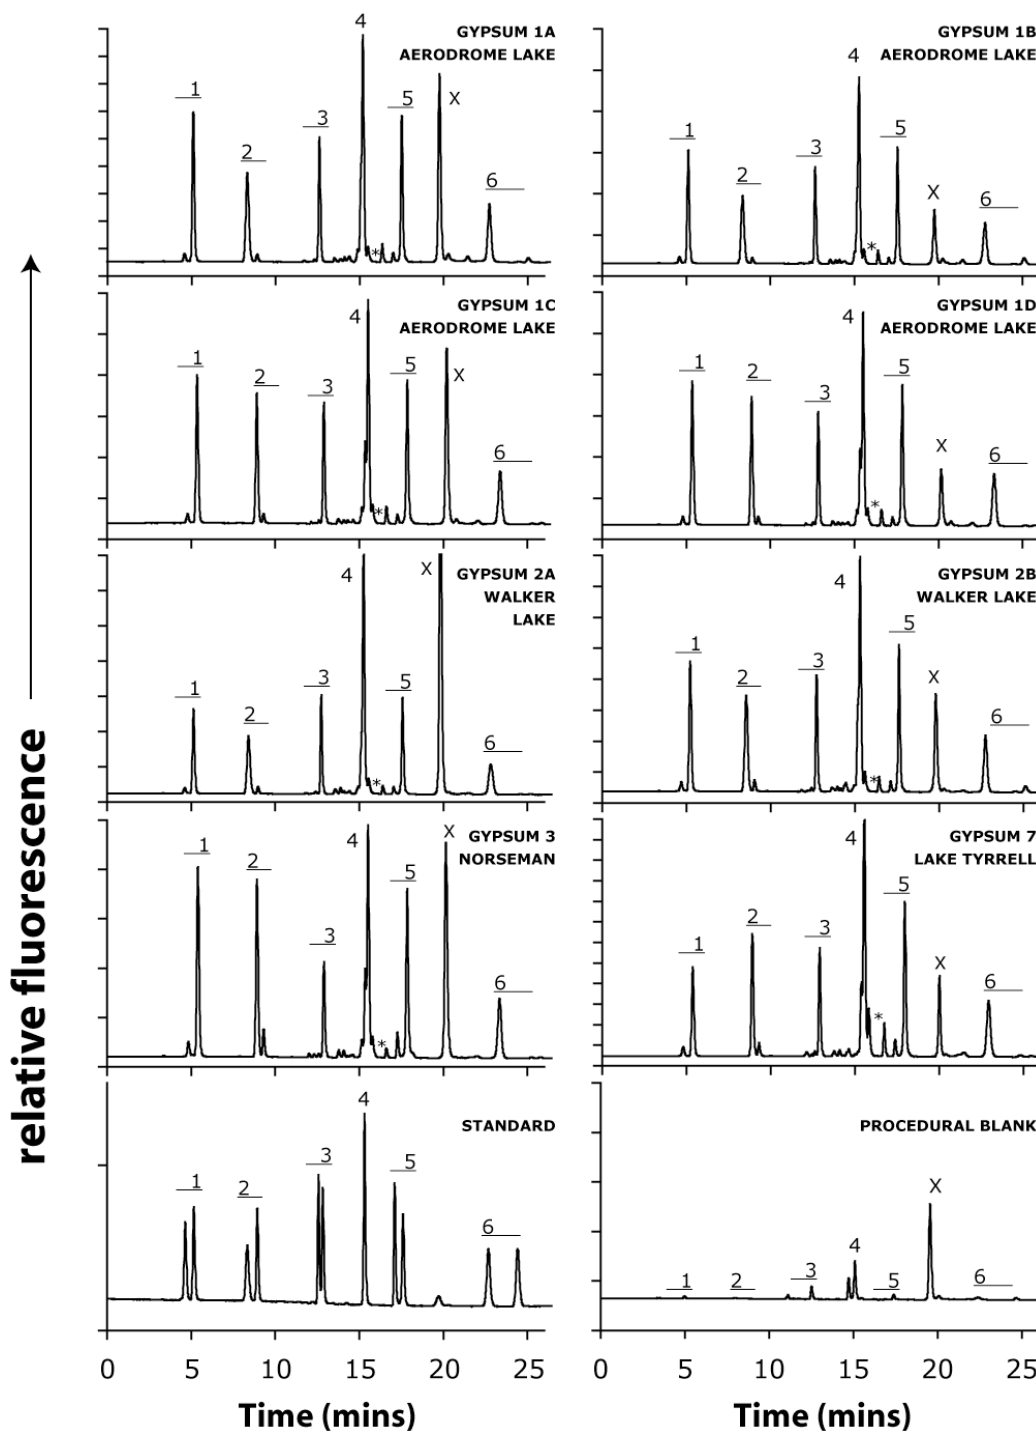 GYPSUM 1A
AERODROME LAKE
1
2
3
4
*
5
X
6
GYPSUM 1B
AERODROME LAKE
1
2
3
4
*
5
X
6
GYPSUM 1C
AERODROME LAKE
1
2
3
4
*
5
X
6
GYPSUM 1D
AERODROME LAKE
1
2
3
4
*
5
X
6
GYPSUM 2A
WALKER
LAKE
1
2
3
4
*
5
X
6
GYPSUM 2B
WALKER LAKE
1
2
3
4
*
5
X
6
GYPSUM 3
NORSEMAN
1
2
3
4
*
5
X
6
GYPSUM 7
LAKE TYRRELL
1
2
3
4
*
5
X
6
STANDARD
1
2
3
4
5
6
PROCEDURAL BLANK
1
2
3
4
5
X
6
relative fluorescence
0 5 10 15 20 25
0 5 10 15 20 25
Time (mins)
Time (mins)